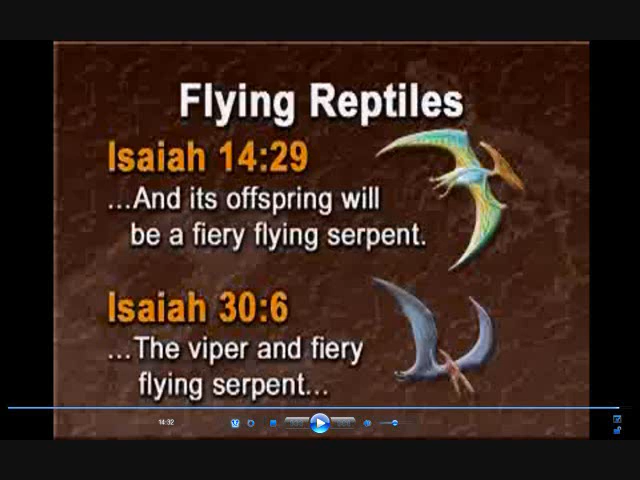 Flying Reptiles
Isaiah 14:29
...And its offspring will
be a fiery flying serpent.
Isaiah 30:6
...The viper and fiery
flying serpent...
14:32